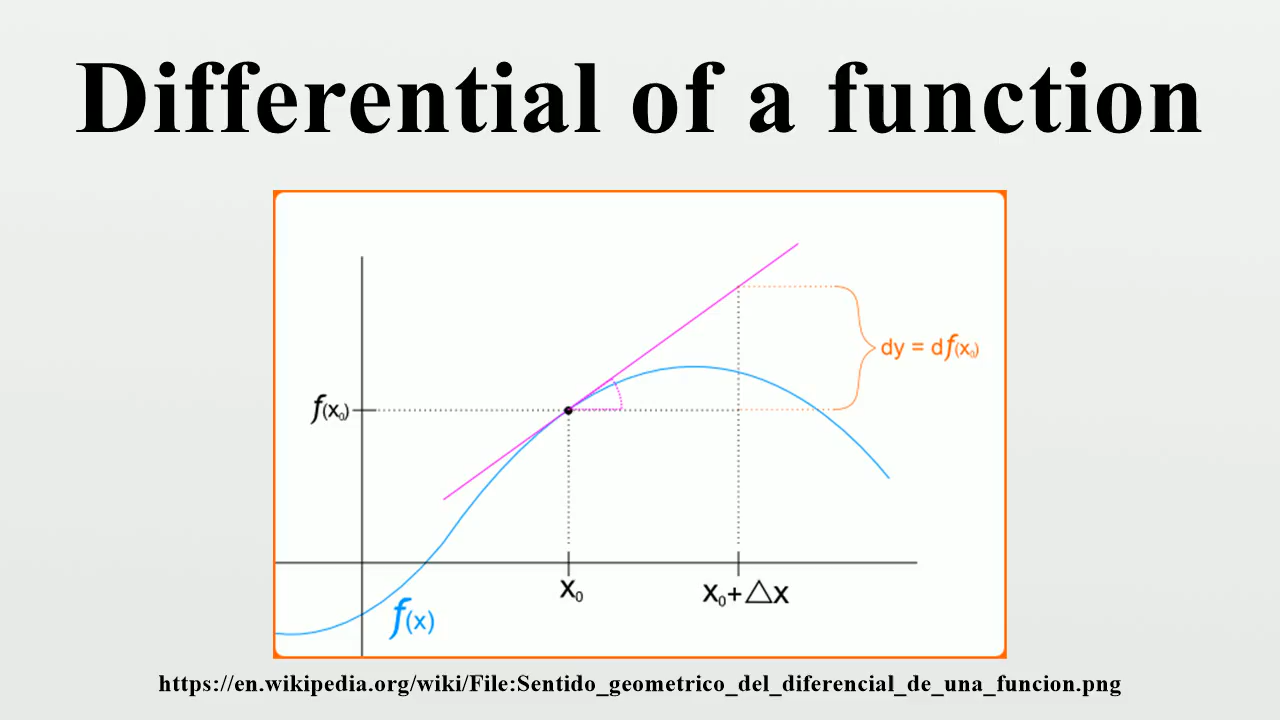 Differential of a function
dy = df(x₀)
f(x₀)
x₀
x₀+△x
f(x)
https://en.wikipedia.org/wiki/File:Sentido_geometrico_del_diferencial_de_una_funcion.png